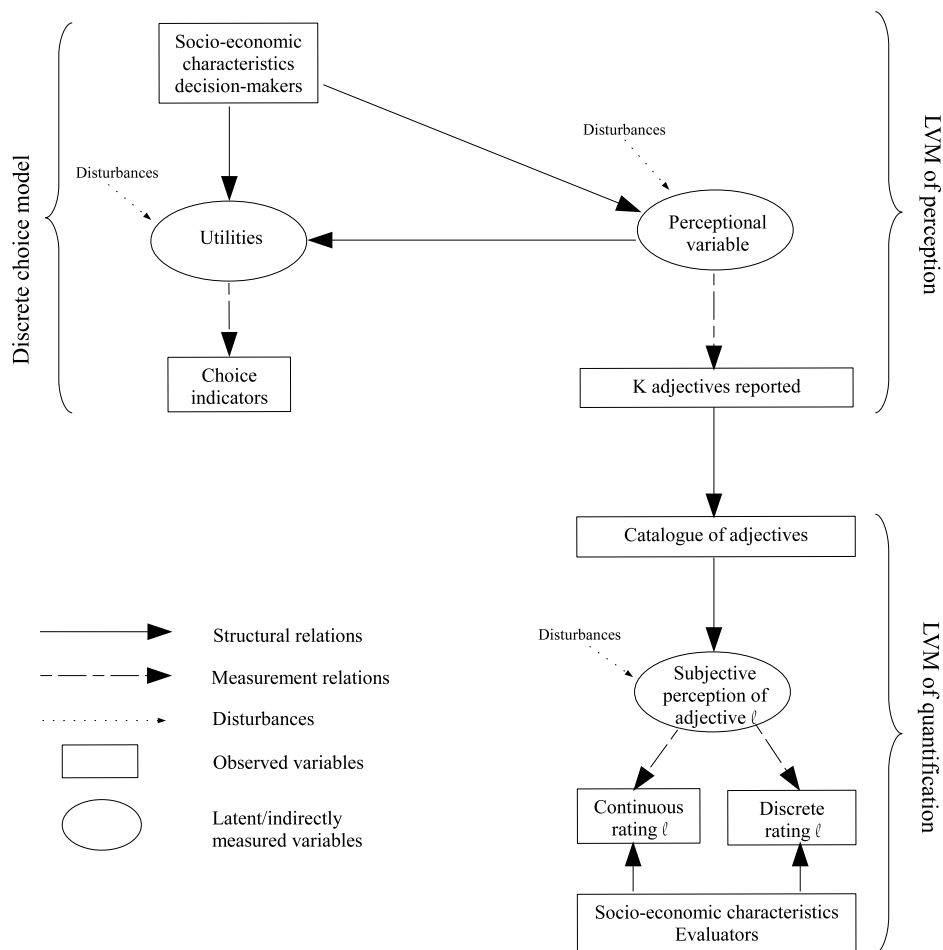 Socio-economic
characteristics
decision-makers
Disturbances
Disturbances
Utilities
Perceptional
variable
Choice
indicators
K adjectives reported
Discrete choice model
LVM of perception
Catalogue of adjectives
Disturbances
Subjective
perception of
adjective ℓ
Continuous
rating ℓ
Discrete
rating ℓ
Socio-economic characteristics
Evaluators
LVM of quantification
Structural relations
Measurement relations
Disturbances
Observed variables
Latent/indirectly
measured variables